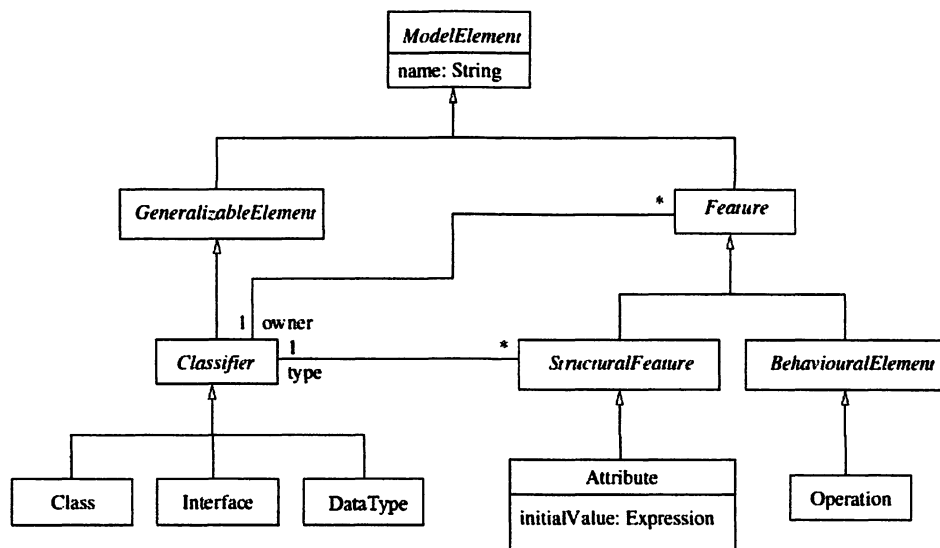 ModelElement
name: String
GeneralizableElement
*
Feature
1 owner
Classifier
1
type
*
StructuralFeature
BehaviouralElement
Class
Interface
DataType
Attribute
initialValue: Expression
Operation